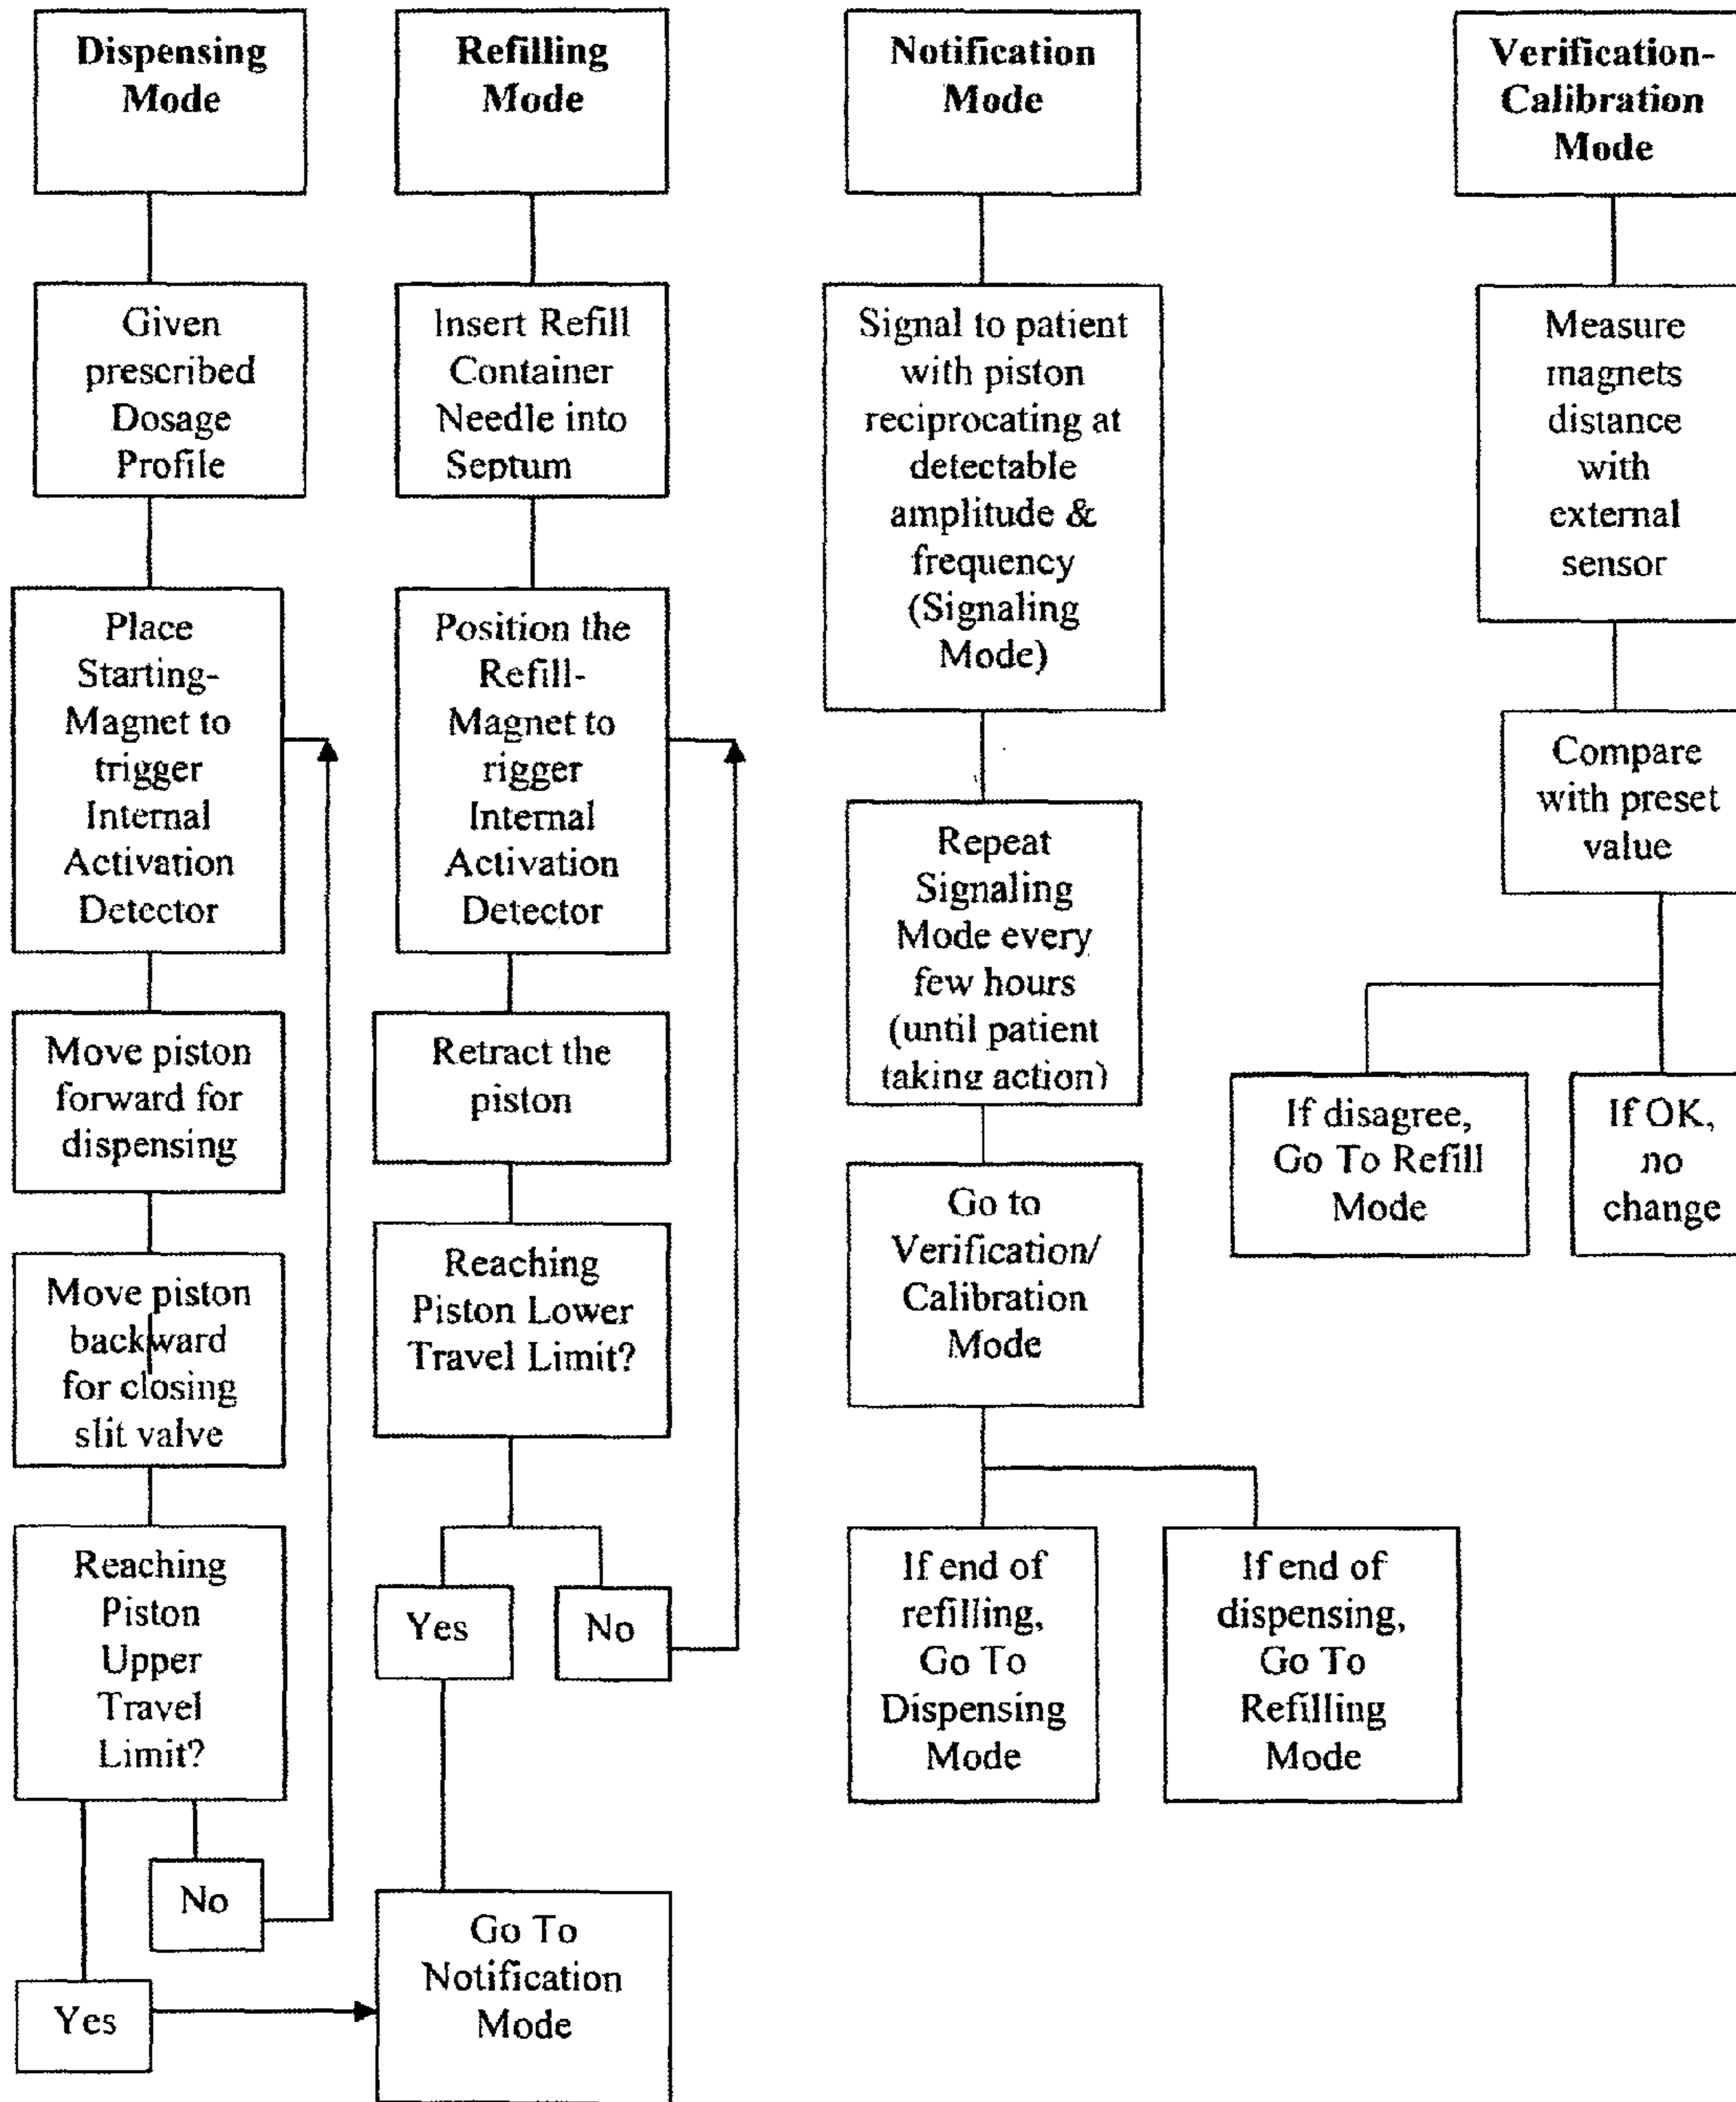 Dispensing
Mode
Given
prescribed
Dosage
Profile
Place
Starting-
Magnet to
trigger
Internal
Activation
Detector
Move piston
forward for
dispensing
Move piston
backward
for closing
slit valve
Reaching
Piston
Upper
Travel
Limit?
No
Yes
Refilling
Mode
Insert Refill
Container
Needle into
Septum
Position the
Refill-
Magnet to
rigger
Internal
Activation
Detector
Retract the
piston
Reaching
Piston Lower
Travel Limit?
Yes
No
Go To
Notification
Mode
Notification
Mode
Signal to patient
with piston
reciprocating at
detectable
amplitude &
frequency
(Signaling
Mode)
Repeat
Signaling
Mode every
few hours
(until patient
taking action)
Go to
Verification/
Calibration
Mode
If end of
refilling,
Go To
Dispensing
Mode
If end of
dispensing,
Go To
Refilling
Mode
Verification-
Calibration
Mode
Measure
magnets
distance
with
external
sensor
Compare
with preset
value
If disagree,
Go To Refill
Mode
If OK,
no
change